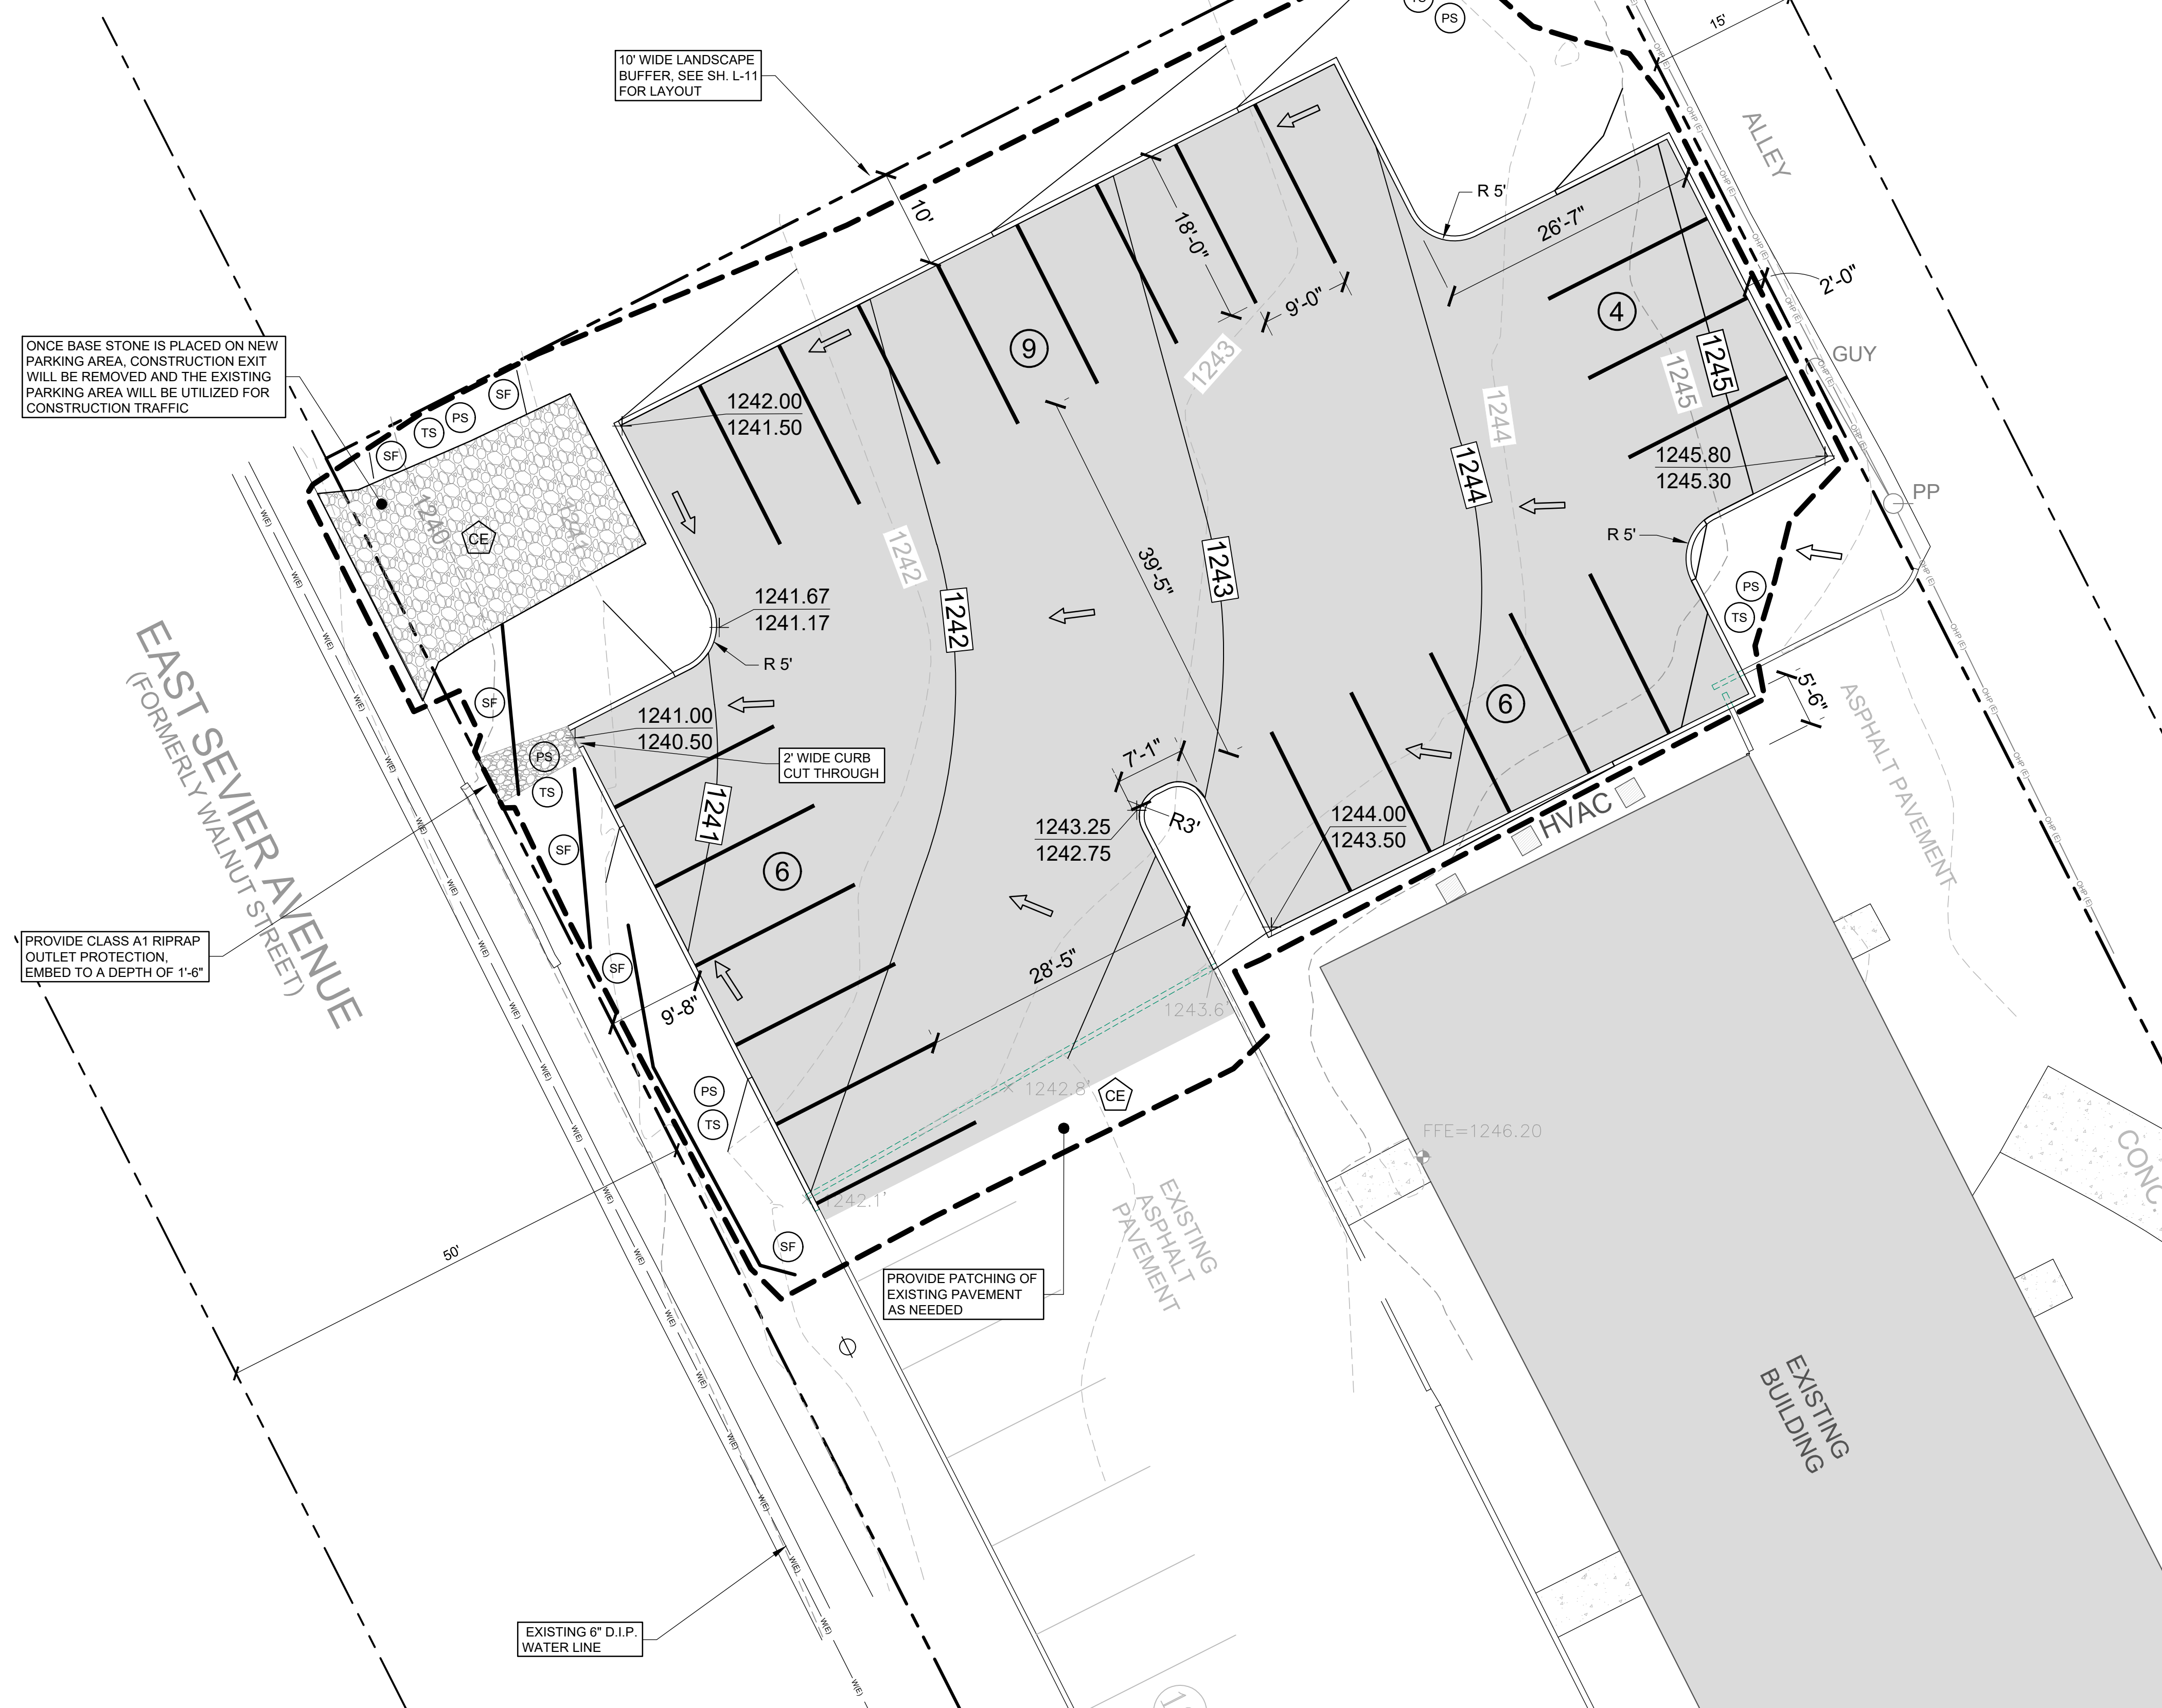 TS
PS
15'
10' WIDE LANDSCAPE
BUFFER, SEE SH. L-11
FOR LAYOUT
OHP (E)
ALLEY
R 5'
10'
18'-0"
26'-7"
9'-0"
2'-0"
4
9
GUY
ONCE BASE STONE IS PLACED ON NEW
PARKING AREA, CONSTRUCTION EXIT
WILL BE REMOVED AND THE EXISTING
PARKING AREA WILL BE UTILIZED FOR
CONSTRUCTION TRAFFIC
SF
PS
TS
SF
1243
1245
1245
1244
1242.00
1241.50
1244
1245.80
1245.30
PP
1240
1241
CE
W(E)
1242
1243
39'-5"
R 5'
1242
1241.67
1241.17
R 5'
PS
TS
EAST SEVIER AVENUE
(FORMERLY WALNUT STREET)
SF
1241.00
1240.50
2' WIDE CURB
CUT THROUGH
PS
TS
6
5'-6"
ASPHALT PAVEMENT
7'-1"
R3'
HVAC
1241
1243.25
1242.75
1244.00
1243.50
SF
6
PROVIDE CLASS A1 RIPRAP
OUTLET PROTECTION,
EMBED TO A DEPTH OF 1'-6"
SF
28'-5"
9'-8"
1243.6'
1242.8'
CE
PS
TS
FFE=1246.20
CONC
1242.1'
SF
50'
EXISTING
ASPHALT
PAVEMENT
PROVIDE PATCHING OF
EXISTING PAVEMENT
AS NEEDED
EXISTING
BUILDING
EXISTING 6" D.I.P.
WATER LINE